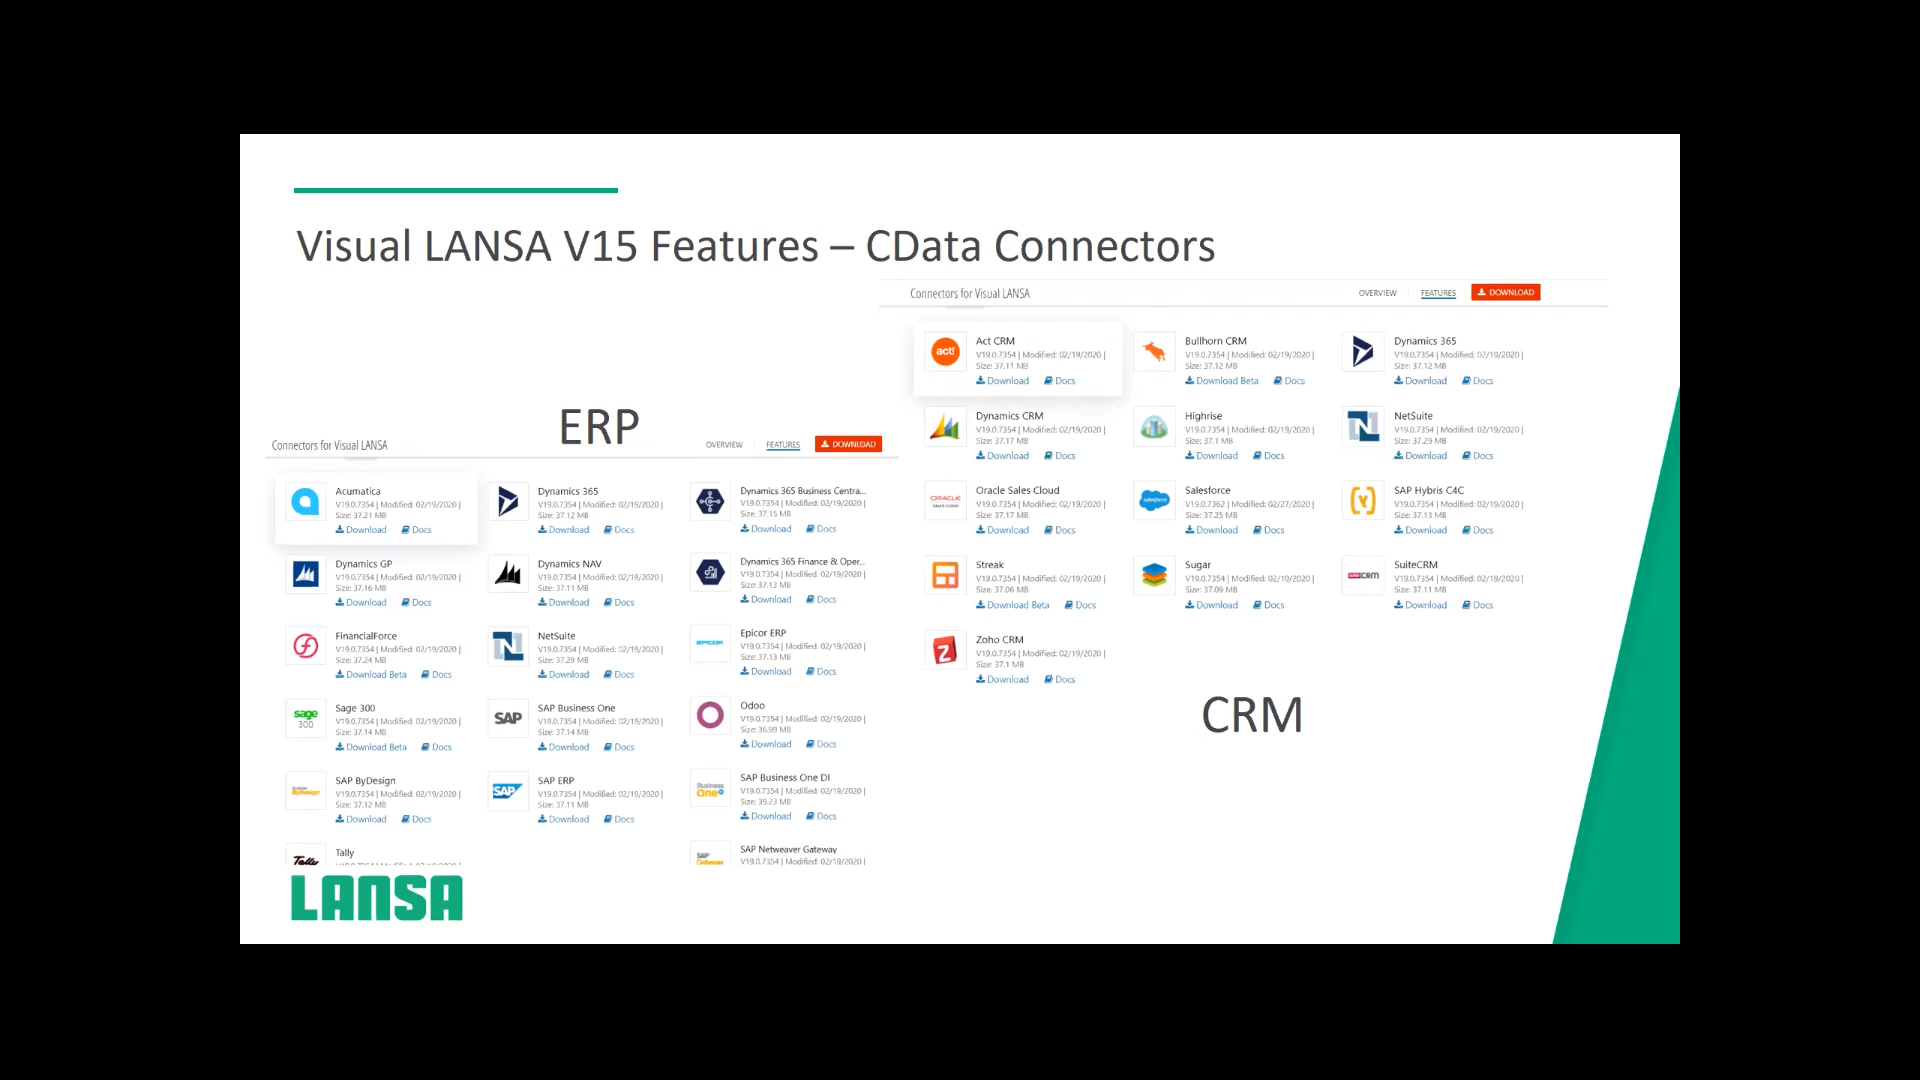 Visual LANSA V15 Features – CData Connectors
ERP
Connectors for Visual LANSA
OVERVIEW
FEATURES
DOWNLOAD
Acumatica
V19.0.7354 | Modified: 02/19/2020 |
Size: 37.21 MB
Download Docs
Dynamics 365
V19.0.7354 | Modified: 02/19/2020 |
Size: 37.12 MB
Download Docs
Dynamics 365 Business Centra...
V19.0.7354 | Modified: 02/19/2020 |
Size: 37.15 MB
Download Docs
Dynamics GP
V19.0.7354 | Modified: 02/19/2020 |
Size: 37.16 MB
Download Docs
Dynamics NAV
V19.0.7354 | Modified: 02/19/2020 |
Size: 37.11 MB
Download Docs
Dynamics 365 Finance & Oper...
V19.0.7354 | Modified: 02/19/2020 |
Size: 37.13 MB
Download Docs
FinancialForce
V19.0.7354 | Modified: 02/19/2020 |
Size: 37.24 MB
Download Beta Docs
NetSuite
V19.0.7354 | Modified: 02/19/2020 |
Size: 37.29 MB
Download Docs
EPICOR
Epicor ERP
V19.0.7354 | Modified: 02/19/2020 |
Size: 37.13 MB
Download Docs
sage
300
Sage 300
V19.0.7354 | Modified: 02/19/2020 |
Size: 37.14 MB
Download Beta Docs
SAP
SAP Business One
V19.0.7354 | Modified: 02/19/2020 |
Size: 37.14 MB
Download Docs
Odoo
V19.0.7354 | Modified: 02/19/2020 |
Size: 36.99 MB
Download Docs
ByDesign
SAP ByDesign
V19.0.7354 | Modified: 02/19/2020 |
Size: 37.12 MB
Download Docs
SAP
SAP ERP
V19.0.7354 | Modified: 02/19/2020 |
Size: 37.11 MB
Download Docs
Business
One
SAP Business One DI
V19.0.7354 | Modified: 02/19/2020 |
Size: 39.23 MB
Download Docs
Tally
Tally
SAP
Gateway
SAP Netweaver Gateway
V19.0.7354 | Modified: 02/19/2020 |
Connectors for Visual LANSA
OVERVIEW
FEATURES
DOWNLOAD
act!
Act CRM
V19.0.7354 | Modified: 02/19/2020 |
Size: 37.11 MB
Download Docs
Bullhorn CRM
V19.0.7354 | Modified: 02/19/2020 |
Size: 37.12 MB
Download Beta Docs
Dynamics 365
V19.0.7354 | Modified: 02/19/2020 |
Size: 37.12 MB
Download Docs
Dynamics CRM
V19.0.7354 | Modified: 02/19/2020 |
Size: 37.17 MB
Download Docs
Highrise
V19.0.7354 | Modified: 02/19/2020 |
Size: 37.1 MB
Download Docs
NetSuite
V19.0.7354 | Modified: 02/19/2020 |
Size: 37.29 MB
Download Docs
ORACLE
Oracle Sales Cloud
V19.0.7354 | Modified: 02/19/2020 |
Size: 37.17 MB
Download Docs
salesforce
Salesforce
V19.0.7362 | Modified: 02/27/2020 |
Size: 37.25 MB
Download Docs
SAP Hybris C4C
V19.0.7354 | Modified: 02/19/2020 |
Size: 37.13 MB
Download Docs
Streak
V19.0.7354 | Modified: 02/19/2020 |
Size: 37.06 MB
Download Beta Docs
Sugar
V19.0.7354 | Modified: 02/19/2020 |
Size: 37.09 MB
Download Docs
SUITECRM
SuiteCRM
V19.0.7354 | Modified: 02/19/2020 |
Size: 37.11 MB
Download Docs
Z
Zoho CRM
V19.0.7354 | Modified: 02/19/2020 |
Size: 37.1 MB
Download Docs
CRM
LANSA